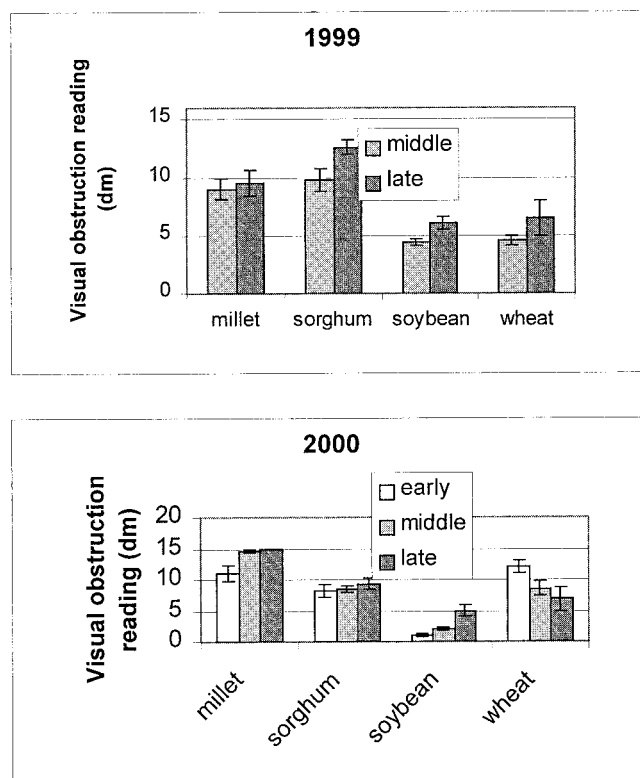 1999
Visual obstruction reading
(dm)
15
10
5
0
middle
late
millet
sorghum
soybean
wheat
2000
Visual obstruction
reading (dm)
20
15
10
5
0
early
middle
late
millet
sorghum
soybean
wheat